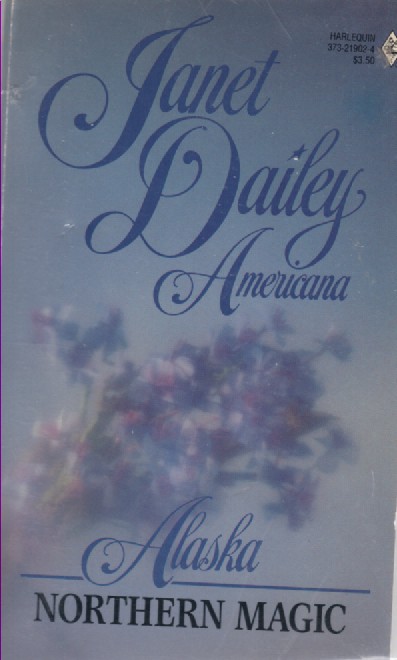 HARLEQUIN
373-21902-4
$3.50
Janet
Dailey
Americana
Alaska
NORTHERN MAGIC